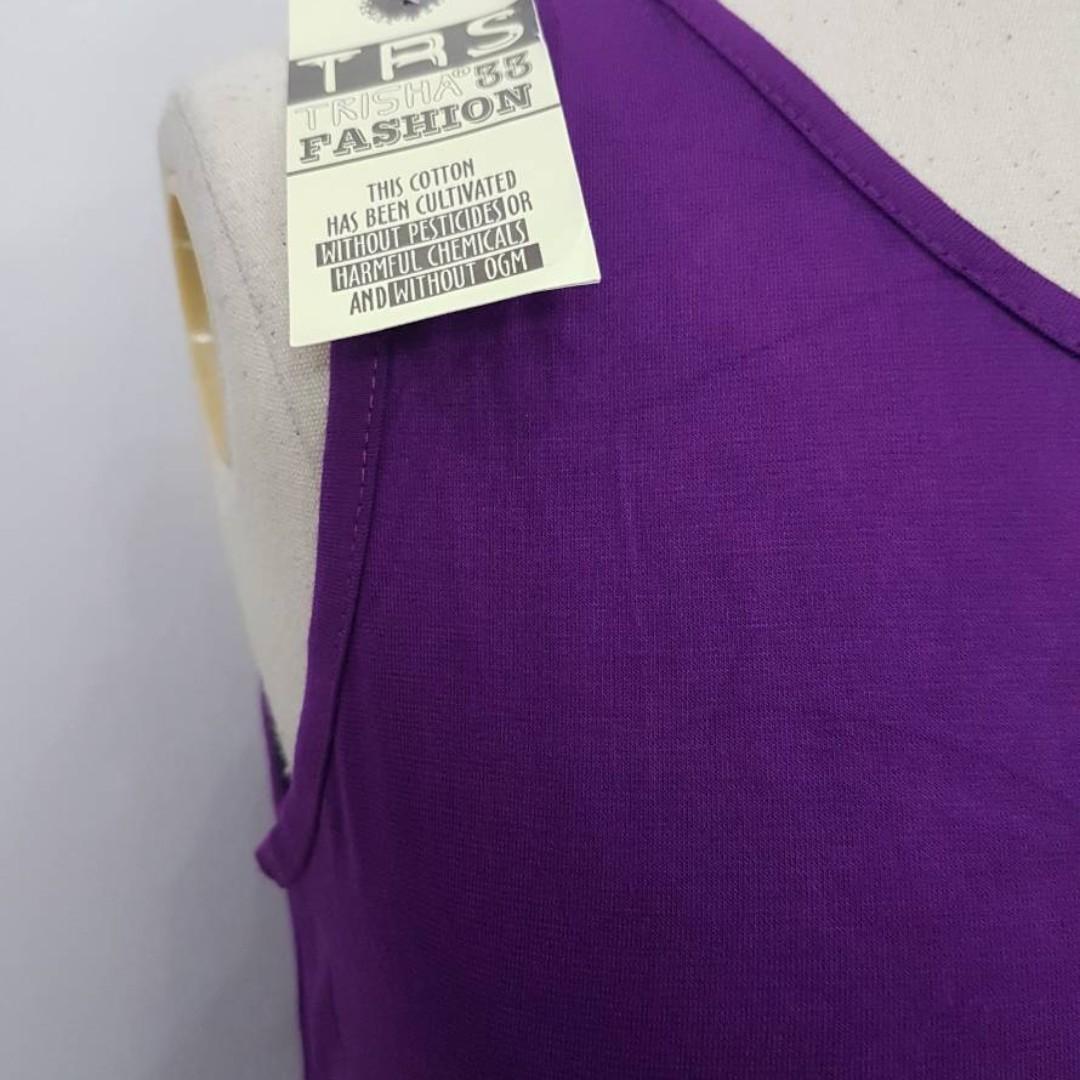 TRS
TRISHA® 33
FASHION
THIS COTTON
HAS BEEN CULTIVATED
WITHOUT PESTICIDES OR
HARMFUL CHEMICALS
AND WITHOUT OGM